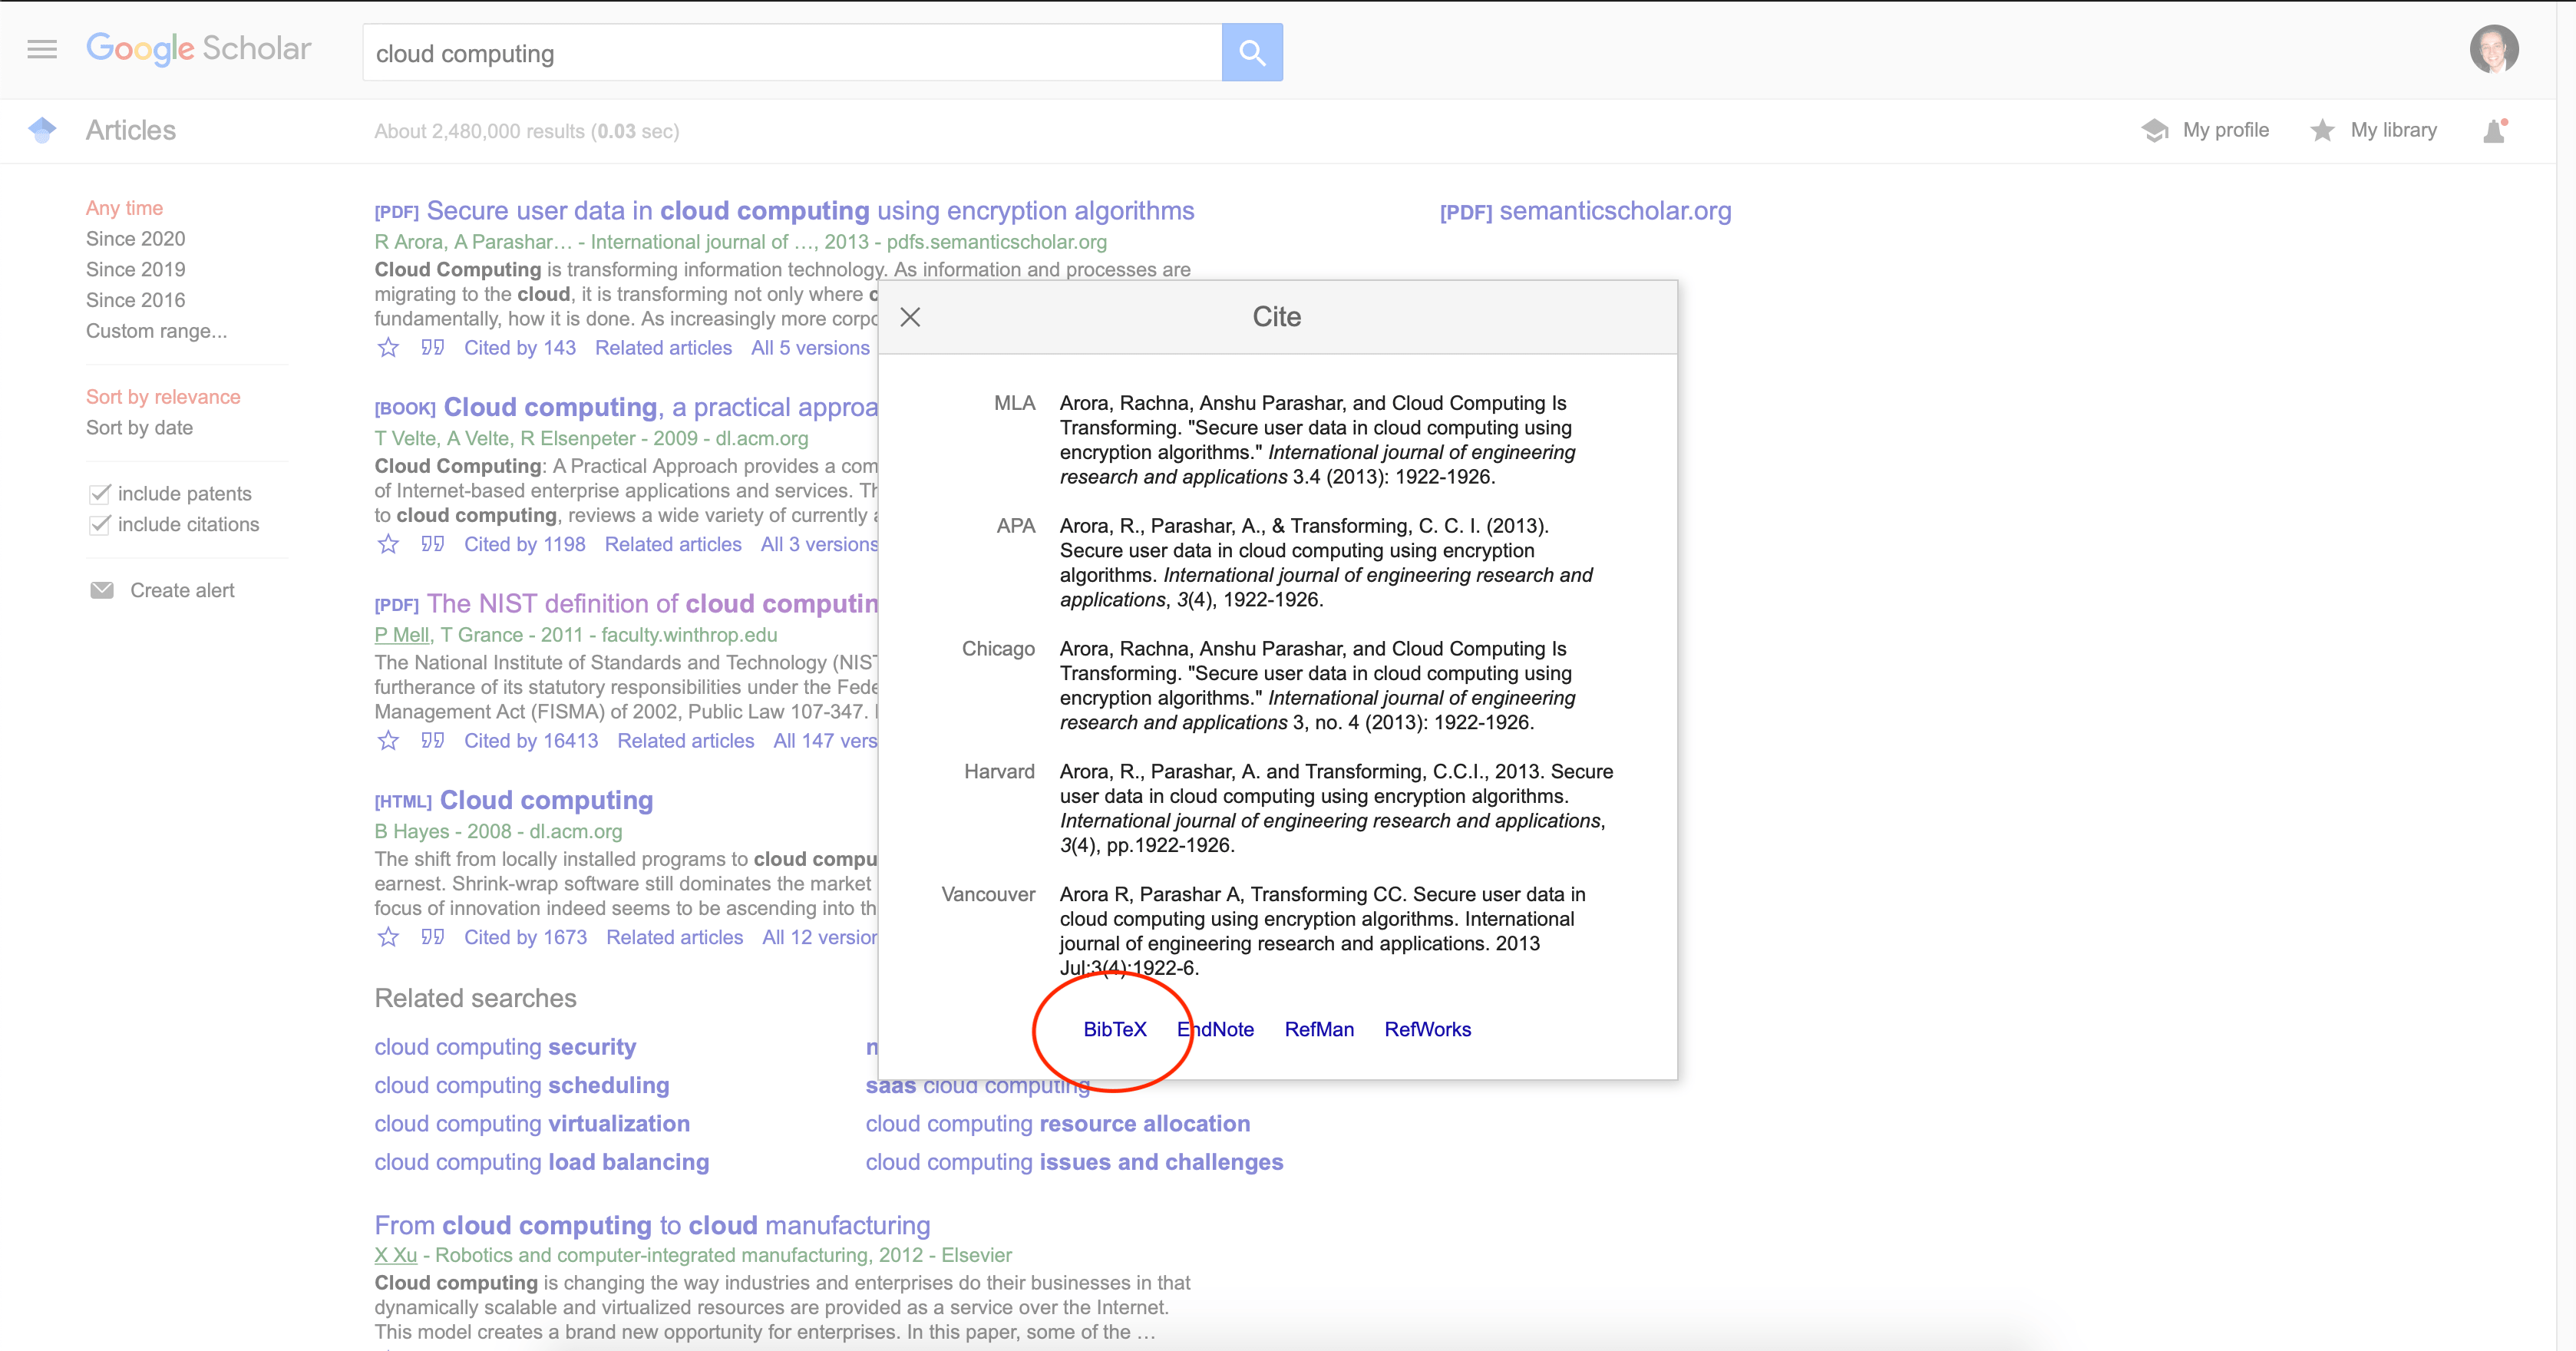 Google Scholar
cloud computing
Articles
About 2,480,000 results (0.03 sec)
My profile
My library
Any time
Since 2020
Since 2019
Since 2016
Custom range...
Sort by relevance
Sort by date
include patents
include citations
Create alert
[PDF] Secure user data in cloud computing using encryption algorithms
[PDF] semanticscholar.org
R Arora, A Parashar… - International journal of …, 2013 - pdfs.semanticscholar.org
Cloud Computing is transforming information technology. As information and processes are
migrating to the cloud, it is transforming not only where
fundamentally, how it is done. As increasingly more
Cited by 143 Related articles All 5 versions
[BOOK] Cloud computing, a practical
T Velte, A Velte, R Elsenpeter - 2009 - dl.acm.org
Cloud Computing: A Practical Approach provides a
of Internet-based enterprise applications and services.
to cloud computing, reviews a wide variety of currently
Cited by 1198 Related articles All 3 versions
[PDF] The NIST definition of cloud
P Mell, T Grance - 2011 - faculty.winthrop.edu
The National Institute of Standards and Technology
furtherance of its statutory responsibilities under the
Management Act (FISMA) of 2002, Public Law 107-347.
Cited by 16413 Related articles All 147
[HTML] Cloud computing
B Hayes - 2008 - dl.acm.org
The shift from locally installed programs to cloud
earnest. Shrink-wrap software still dominates the market
focus of innovation indeed seems to be ascending into
Cited by 1673 Related articles All 12
Related searches
cloud computing security
cloud computing scheduling
saas cloud computing
cloud computing virtualization
cloud computing resource allocation
cloud computing load balancing
cloud computing issues and challenges
From cloud computing to cloud manufacturing
X Xu - Robotics and computer-integrated manufacturing, 2012 - Elsevier
Cloud computing is changing the way industries and enterprises do their businesses in that
dynamically scalable and virtualized resources are provided as a service over the Internet.
This model creates a brand new opportunity for enterprises. In this paper, some of the …
Cite
MLA
Arora, Rachna, Anshu Parashar, and Cloud Computing Is
Transforming. "Secure user data in cloud computing using
encryption algorithms." International journal of engineering
research and applications 3.4 (2013): 1922-1926.
APA
Arora, R., Parashar, A., & Transforming, C. C. I. (2013).
Secure user data in cloud computing using encryption
algorithms. International journal of engineering research and
applications, 3(4), 1922-1926.
Chicago
Arora, Rachna, Anshu Parashar, and Cloud Computing Is
Transforming. "Secure user data in cloud computing using
encryption algorithms." International journal of engineering
research and applications 3, no. 4 (2013): 1922-1926.
Harvard
Arora, R., Parashar, A. and Transforming, C.C.I., 2013. Secure
user data in cloud computing using encryption algorithms.
International journal of engineering research and applications,
3(4), pp.1922-1926.
Vancouver
Arora R, Parashar A, Transforming CC. Secure user data in
cloud computing using encryption algorithms. International
journal of engineering research and applications. 2013
Jul;3(4):1922-6.
BibTeX EndNote RefMan RefWorks